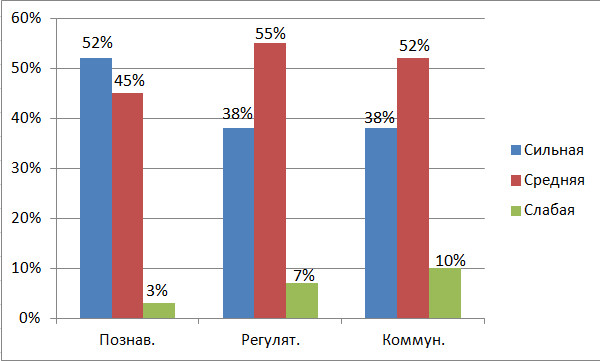 60%
50%
40%
30%
20%
10%
0%
52%
45%
3%
38%
55%
7%
38%
52%
10%
Познав.
Регулят.
Коммун.
Сильная
Средняя
Слабая